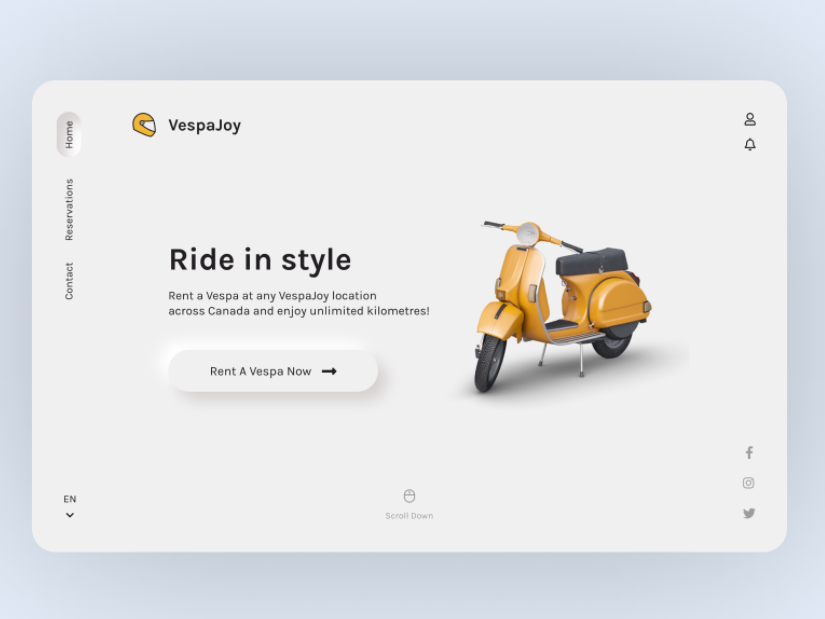 VespaJoy
Home
Reservations
Contact
Ride in style
Rent a Vespa at any VespaJoy location
across Canada and enjoy unlimited kilometres!
Rent A Vespa Now
EN
Scroll Down